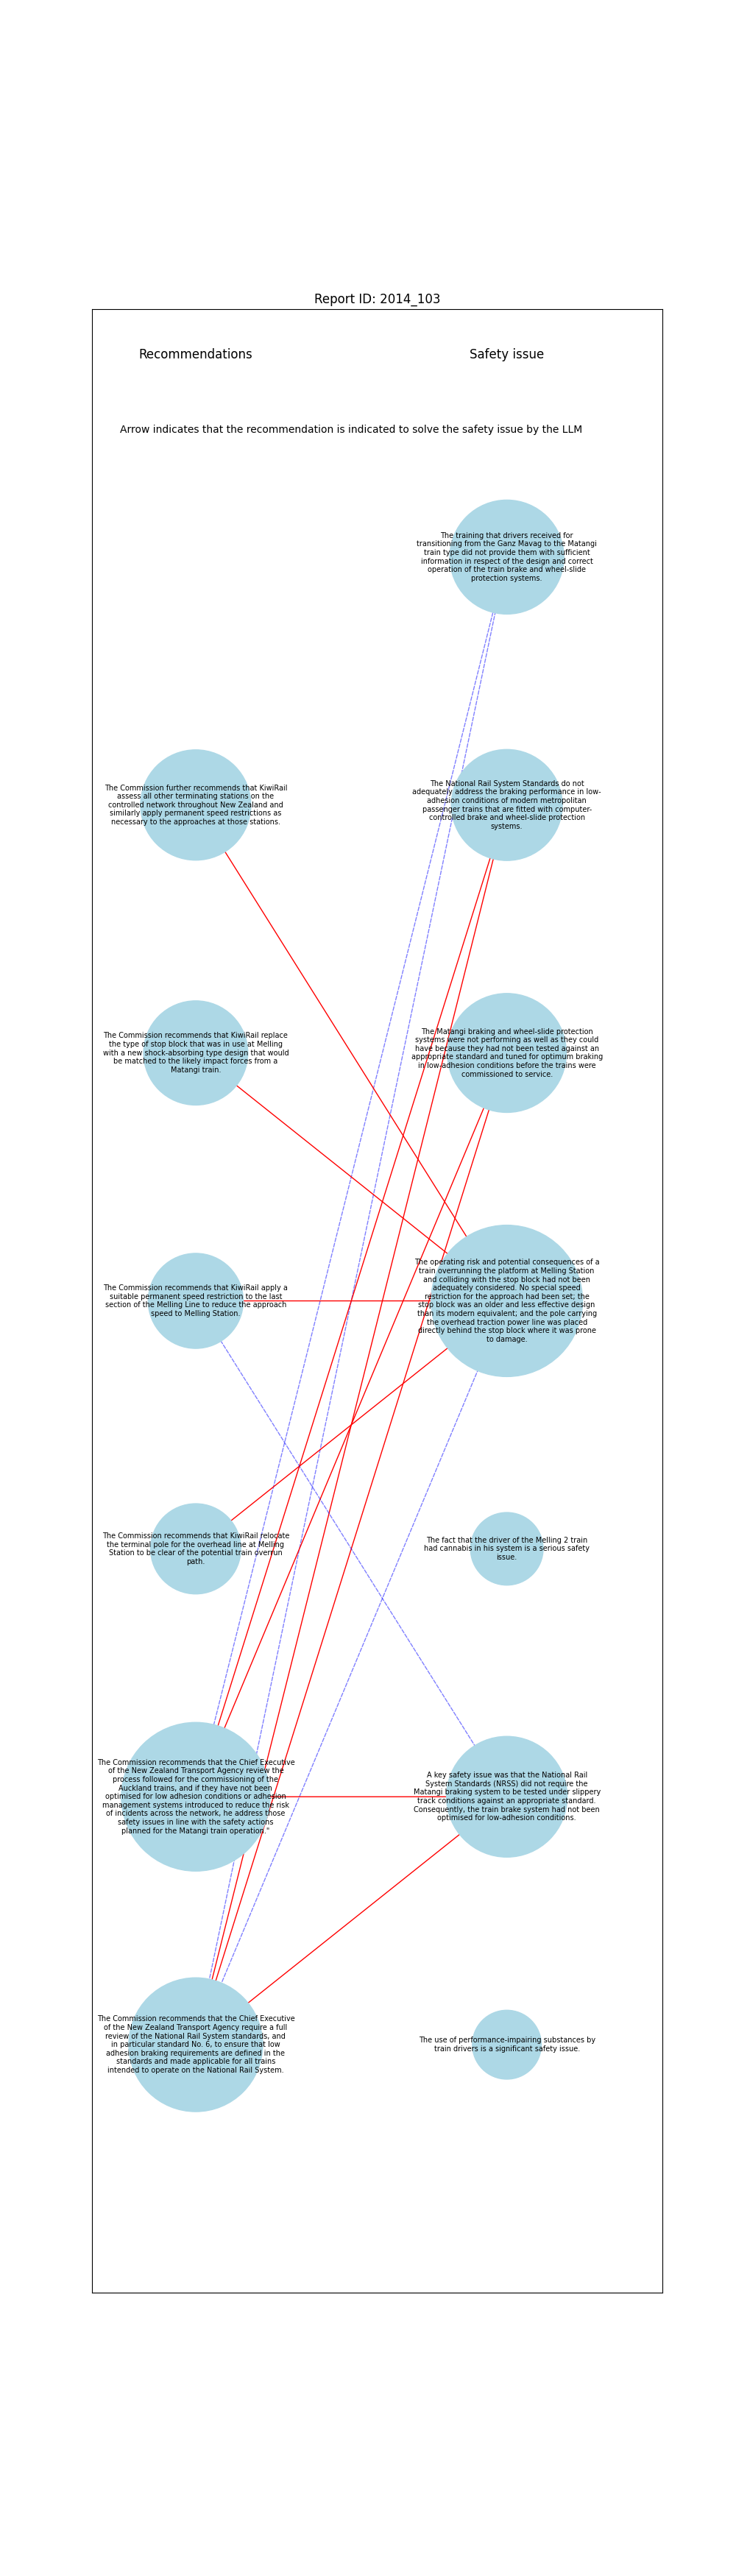 Report ID: 2014_103
Recommendations
Safety issue
Arrow indicates that the recommendation is indicated to solve the safety issue by the LLM
The training that drivers received for
transitioning from the Ganz Mavag to the Matangi
train type did not provide them with sufficient
information in respect of the design and correct
operation of the train brake and wheel-slide
protection systems.
The Commission further recommends that KiwiRail
assess all other terminating stations on the
controlled network throughout New Zealand and
similarly apply permanent speed restrictions as
necessary to the approaches at those stations.
The National Rail System Standards do not
adequately address the braking performance in low-
adhesion conditions of modern metropolitan
passenger trains that are fitted with computer-
controlled brake and wheel-slide protection
systems.
The Commission recommends that KiwiRail replace
the type of stop block that was in use at Melling
with a new shock-absorbing type design that would
be matched to the likely impact forces from a
Matangi train.
The Matangi braking and wheel-slide protection
systems were not performing as well as they could
have because they had not been tested against an
appropriate standard and tuned for optimum braking
in low-adhesion conditions before the trains were
commissioned to service.
The Commission recommends that KiwiRail apply a
suitable permanent speed restriction to the last
section of the Melling Line to reduce the approach
speed to Melling Station.
The operating risk and potential consequences of a
train overrunning the platform at Melling Station
and colliding with the stop block had not been
adequately considered. No special speed
restriction for the approach had been set; the
stop block was an older and less effective design
than its modern equivalent; and the pole carrying
the overhead traction power line was placed
directly behind the stop block where it was prone
to damage.
The Commission recommends that KiwiRail relocate
the terminal pole for the overhead line at Melling
Station to be clear of the potential train overrun
path.
The fact that the driver of the Melling 2 train
had cannabis in his system is a serious safety
issue.
The Commission recommends that the Chief Executive
of the New Zealand Transport Agency review the
process followed for the commissioning of the
Auckland trains, and if they have not been
optimised for low adhesion conditions or adhesion
management systems introduced to reduce the risk
of incidents across the network, he address those
safety issues in line with the safety actions
planned for the Matangi train operation."
A key safety issue was that the National Rail
System Standards (NRSS) did not require the
Matangi braking system to be tested under slippery
track conditions against an appropriate standard.
Consequently, the train brake system had not been
optimised for low-adhesion conditions.
The Commission recommends that the Chief Executive
of the New Zealand Transport Agency require a full
review of the National Rail System standards, and
in particular standard No. 6, to ensure that low
adhesion braking requirements are defined in the
standards and made applicable for all trains
intended to operate on the National Rail System.
The use of performance-impairing substances by
train drivers is a significant safety issue.